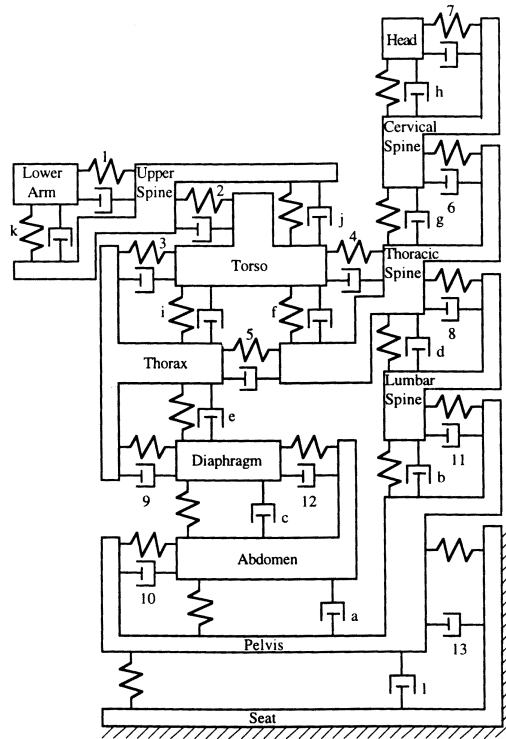 7
Head
h
Cervical
Spine
6
g
1
Lower
Arm
Upper
Spine
2
k
j
3
4
Torso
Thoracic
Spine
i
f
8
5
d
Thorax
Lumbar
Spine
e
11
Diaphragm
b
9
12
c
Abdomen
10
a
Pelvis
13
l
Seat